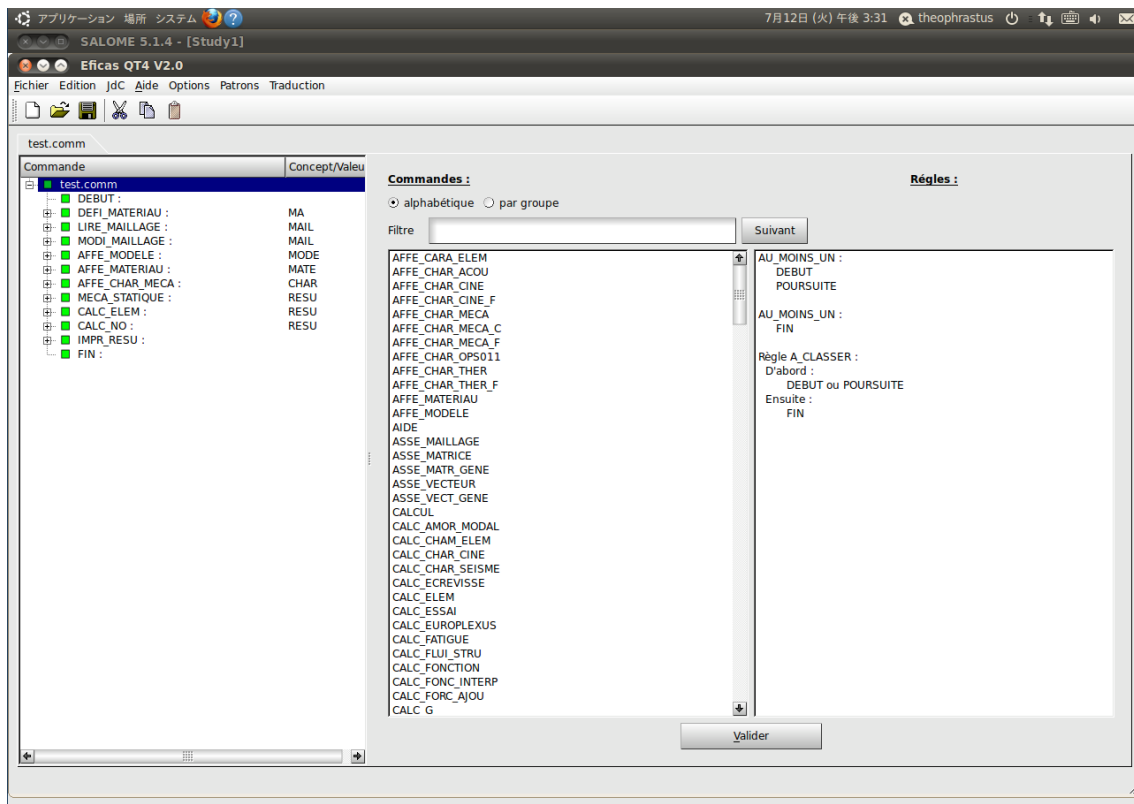 アプリケーション 場所 システム
7月12日 (火) 午後 3:31 theophrastus
SALOME 5.1.4 - [Study1]
Eficas QT4 V2.0
Fichier Edition JdC Aide Options Patrons Traduction
test.comm
Commande Concept/Valeu
test.comm
DEBUT :
DEFI_MATERIAU : MA
LIRE_MAILLAGE : MAIL
MODI_MAILLAGE : MAIL
AFFE_MODELE : MODE
AFFE_MATERIAU : MATE
AFFE_CHAR_MECA : CHAR
MECA_STATIQUE : RESU
CALC_ELEM : RESU
CALC_NO : RESU
IMPR_RESU :
FIN :
Commandes :
alphabétique par groupe
Filtre
Suivant
AFFE_CARA_ELEM
AFFE_CHAR_ACOU
AFFE_CHAR_CINE
AFFE_CHAR_CINE_F
AFFE_CHAR_MECA
AFFE_CHAR_MECA_C
AFFE_CHAR_MECA_F
AFFE_CHAR_OPS011
AFFE_CHAR_THER
AFFE_CHAR_THER_F
AFFE_MATERIAU
AFFE_MODELE
AIDE
ASSE_MAILLAGE
ASSE_MATRICE
ASSE_MATR_GENE
ASSE_VECTEUR
ASSE_VECT_GENE
CALCUL
CALC_AMOR_MODAL
CALC_CHAM_ELEM
CALC_CHAR_CINE
CALC_CHAR_SEISME
CALC_ECREVISSE
CALC_ELEM
CALC_ESSAI
CALC_EUROPLEXUS
CALC_FATIGUE
CALC_FLUI_STRU
CALC_FONCTION
CALC_FONC_INTERP
CALC_FORC_AJOU
CALC_G
Régles :
AU_MOINS_UN :
DEBUT
POURSUITE
AU_MOINS_UN :
FIN
Règle A_CLASSER :
D'abord :
DEBUT ou POURSUITE
Ensuite :
FIN
Valider